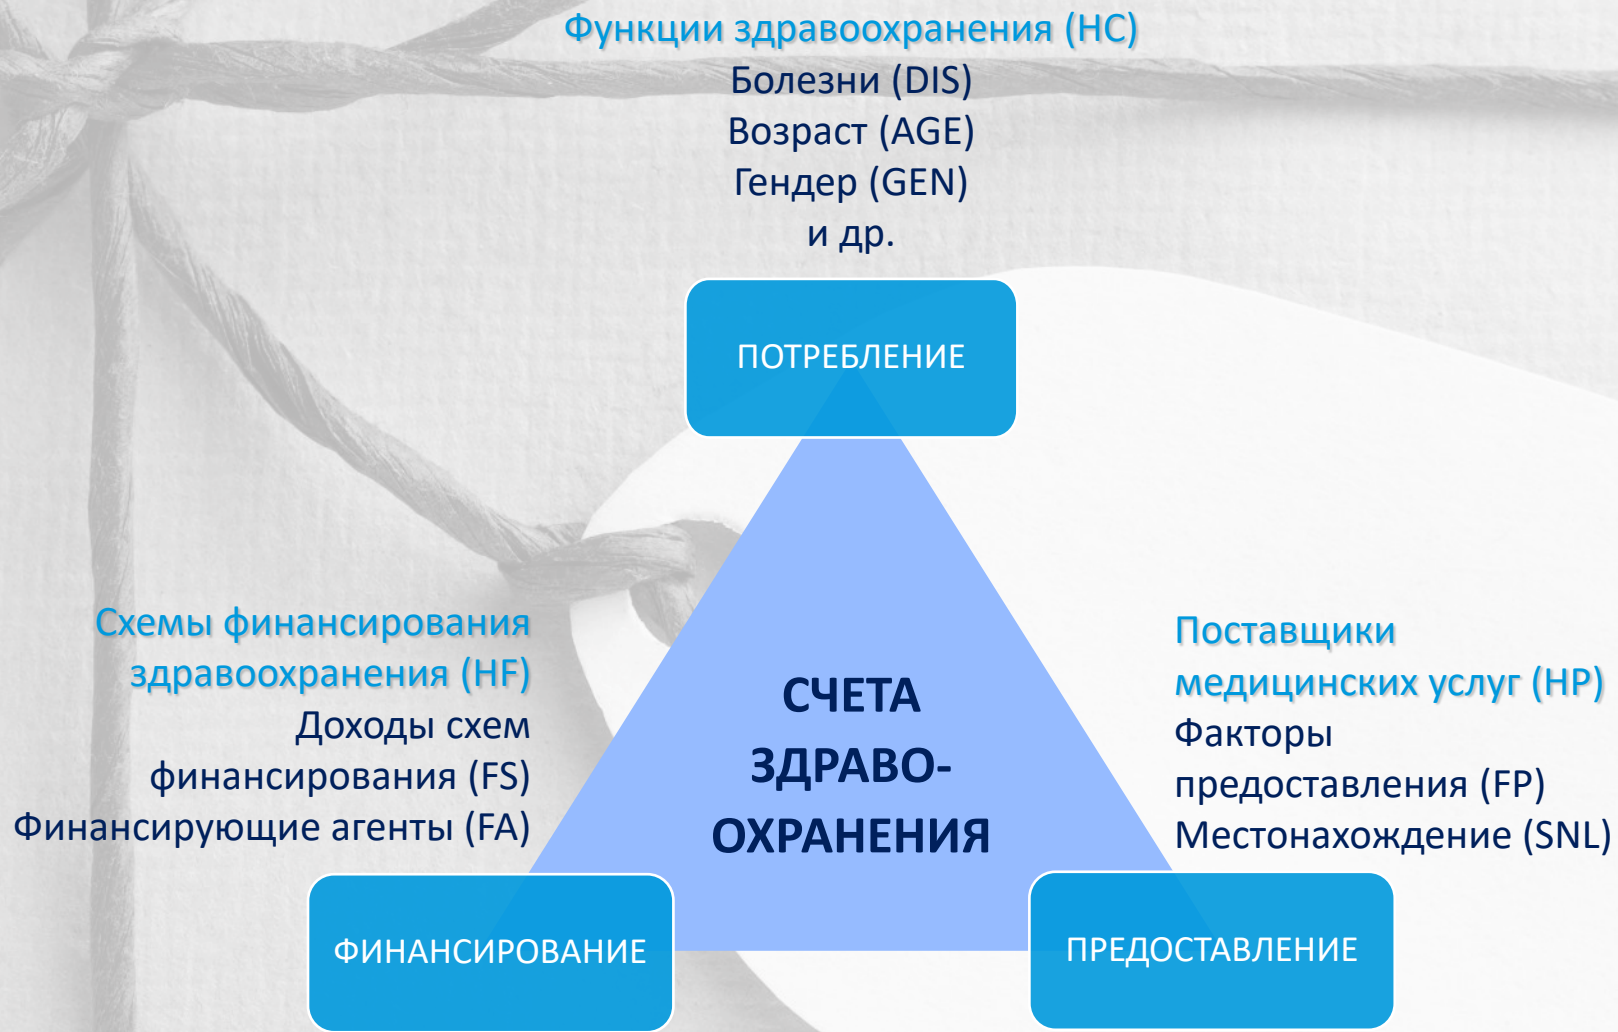 Функции здравоохранения (HC)
Болезни (DIS)
Возраст (AGE)
Гендер (GEN)
и др.
ПОТРЕБЛЕНИЕ
Схемы финансирования
здравоохранения (HF)
Доходы схем
финансирования (FS)
Финансирующие агенты (FA)
СЧЕТА
ЗДРАВО-
ОХРАНЕНИЯ
Поставщики
медицинских услуг (HP)
Факторы
предоставления (FP)
Местонахождение (SNL)
ФИНАНСИРОВАНИЕ
ПРЕДОСТАВЛЕНИЕ